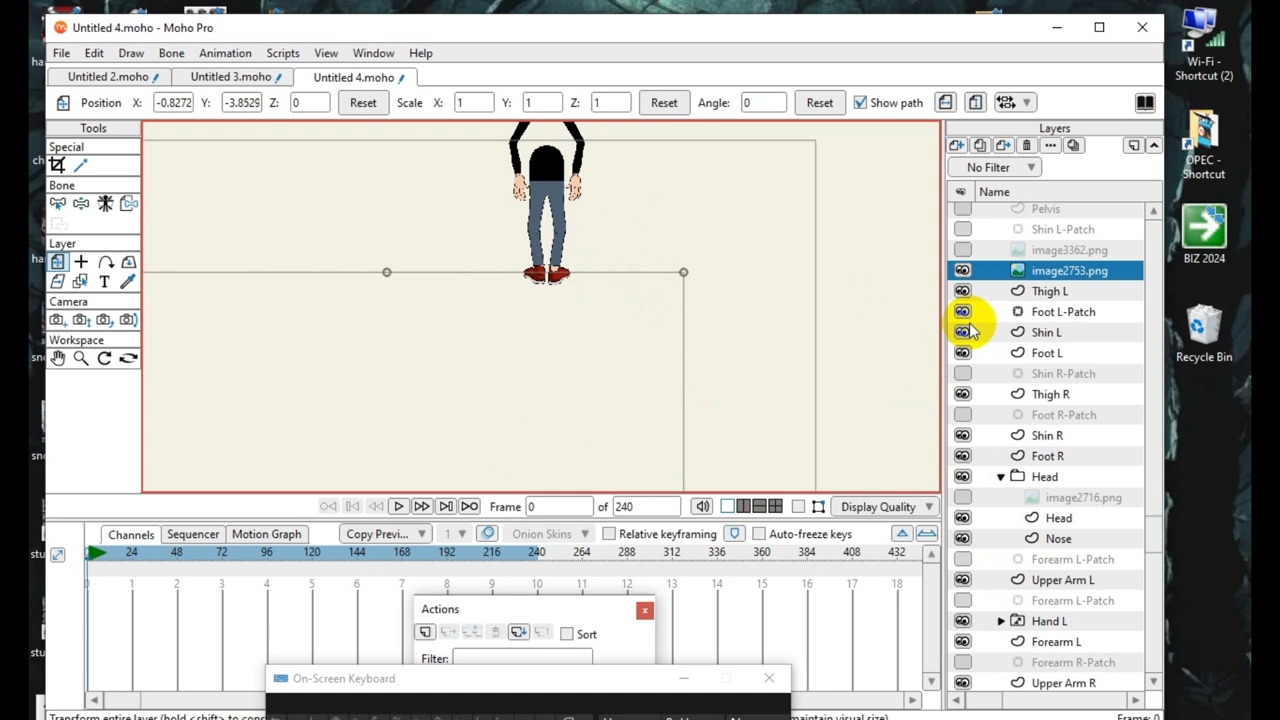 Untitled 4.moho - Moho Pro
File Edit Draw Bone Animation Scripts View Window Help
Untitled 2.moho Untitled 3.moho Untitled 4.moho
Position X: -0.8272 Y: -3.8529 Z: 0 Reset Scale X: 1 Y: 1 Z: 1 Reset Angle: 0 Reset Show path
Tools
Special
Bone
Layer
T
Camera
Workspace
Layers
No Filter
Name
Pelvis
Shin L-Patch
image3362.png
image2753.png
Thigh L
Foot L-Patch
Shin L
Foot L
Shin R-Patch
Thigh R
Foot R-Patch
Shin R
Foot R
Head
image2716.png
Head
Nose
Forearm L-Patch
Upper Arm L
Forearm L-Patch
Hand L
Forearm L
Forearm R-Patch
Upper Arm R
Frame 0 of 240 Display Quality
Channels Sequencer Motion Graph Copy Previ... 1 Onion Skins Relative keyframing Auto-freeze keys
24 48 72 96 120 144 168 192 216 240 264 288 312 336 360 384 408 432
1 2 3 4 5 6 7 8 9 10 11 12 13 14 15 16 17 18
Actions
Sort
Filter:
On-Screen Keyboard
Wi-Fi -
Shortcut (2)
OPEC -
Shortcut
BIZ 2024
Recycle Bin
Frame: 0